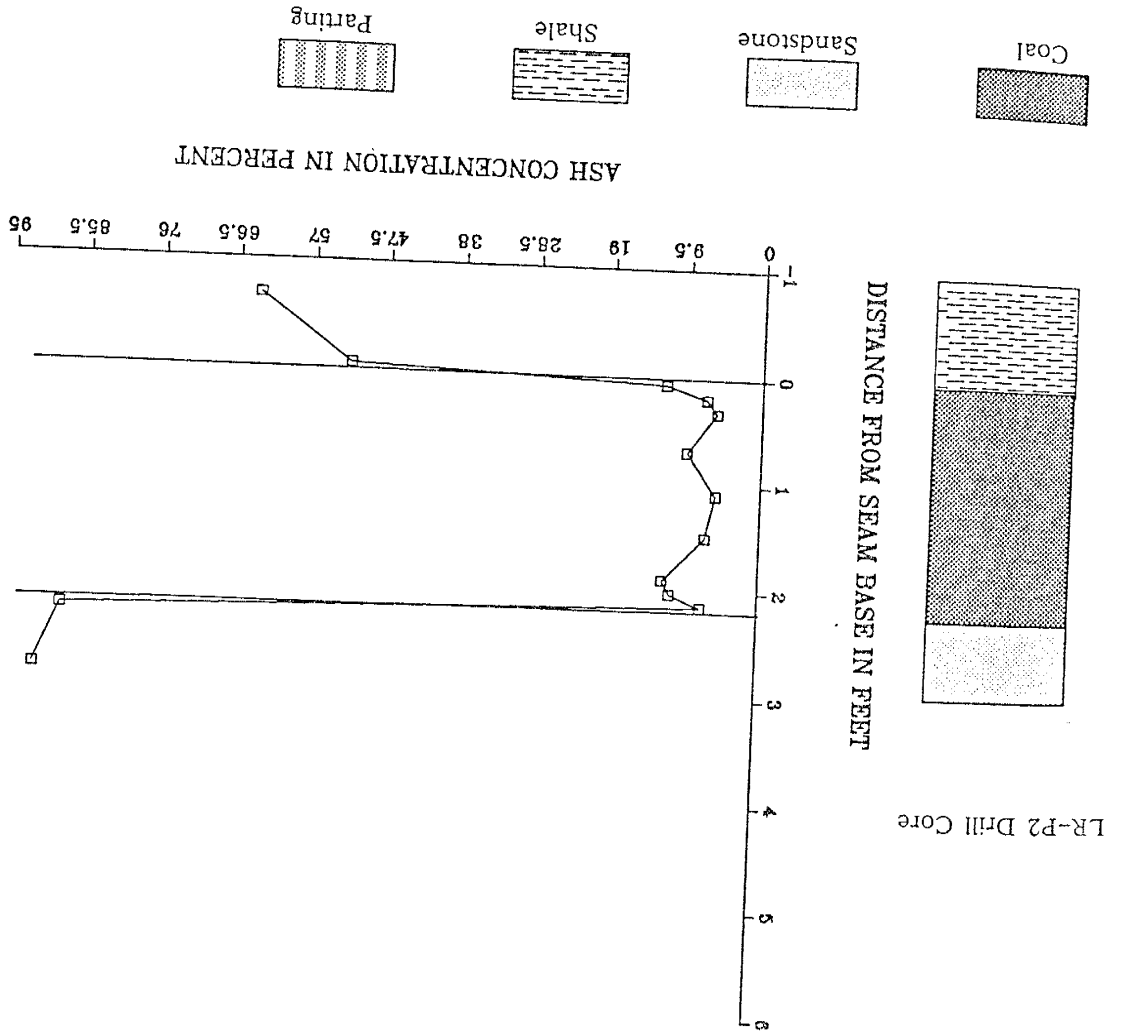 LR-P2 Drill Core
DISTANCE FROM SEAM BASE IN FEET
6
5
4
3
2
1
0
-1
0 9.5 19 28.5 38 47.5 57 66.5 76 85.5 95
ASH CONCENTRATION IN PERCENT
Coal Sandstone Shale Parting